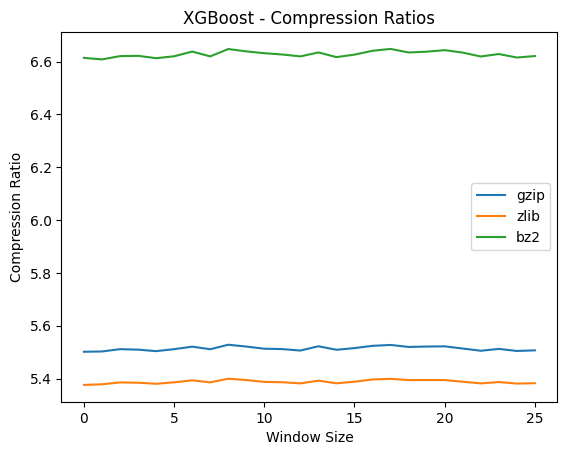 XGBoost - Compression Ratios
Compression Ratio
6.6
6.4
6.2
6.0
5.8
5.6
5.4
gzip
zlib
bz2
0 5 10 15 20 25
Window Size